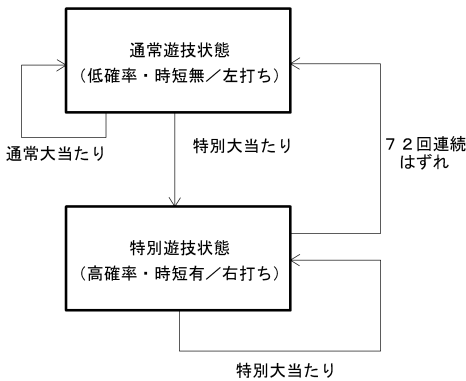 通常遊技状態
（低確率・時短無／左打ち）
通常大当たり
特別大当たり
７２回連続
はずれ
特別遊技状態
（高確率・時短有／右打ち）
特別大当たり